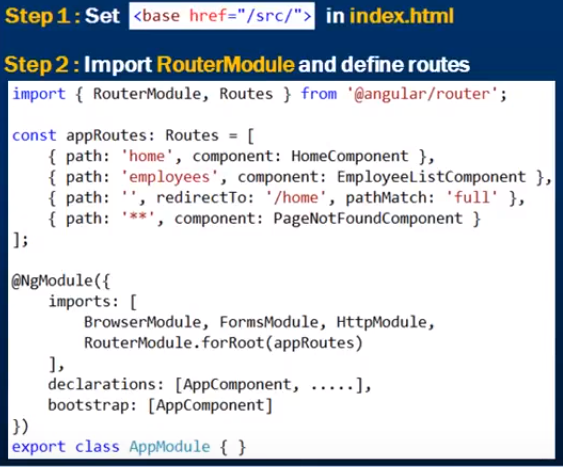 Step 1 : Set <base href="/src/"> in index.html
Step 2 : Import RouterModule and define routes
import { RouterModule, Routes } from '@angular/router';
const appRoutes: Routes = [
    { path: 'home', component: HomeComponent },
    { path: 'employees', component: EmployeeListComponent },
    { path: '', redirectTo: '/home', pathMatch: 'full' },
    { path: '**', component: PageNotFoundComponent }
];
@NgModule({
    imports: [
        BrowserModule, FormsModule, HttpModule,
        RouterModule.forRoot(appRoutes)
    ],
    declarations: [AppComponent, .....],
    bootstrap: [AppComponent]
})
export class AppModule { }